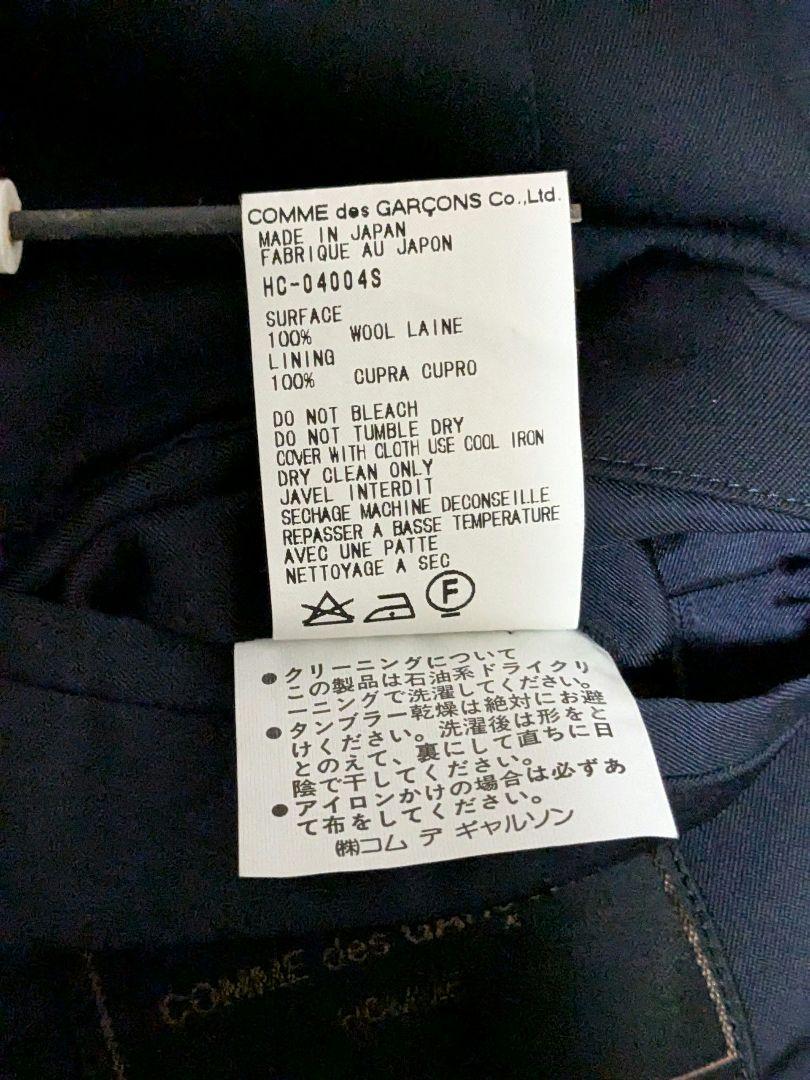 COMME des GARÇONS Co.,Ltd.
MADE IN JAPAN
FABRIQUE AU JAPON
HC-04004S
SURFACE
100% WOOL LAINE
LINING
100% CUPRA CUPRO
DO NOT BLEACH
DO NOT TUMBLE DRY
COVER WITH CLOTH USE COOL IRON
DRY CLEAN ONLY
JAVEL INTERDIT
SECHAGE MACHINE DECONSEILLE
REPASSER A BASSE TEMPERATURE
AVEC UNE PATTE
NETTOYAGE A SEC
F
●クリーニングについて
この製品は石油系ドライクリ
ーニングで洗濯してください。
●タンブラー乾燥は絶対にお避
けください。洗濯後は形をと
とのえて、裏にして直ちに日
陰で干してください。
●アイロンかけの場合は必ずあ
て布をしてください。
㈱コム デ ギャルソン
COMME des
HOMME